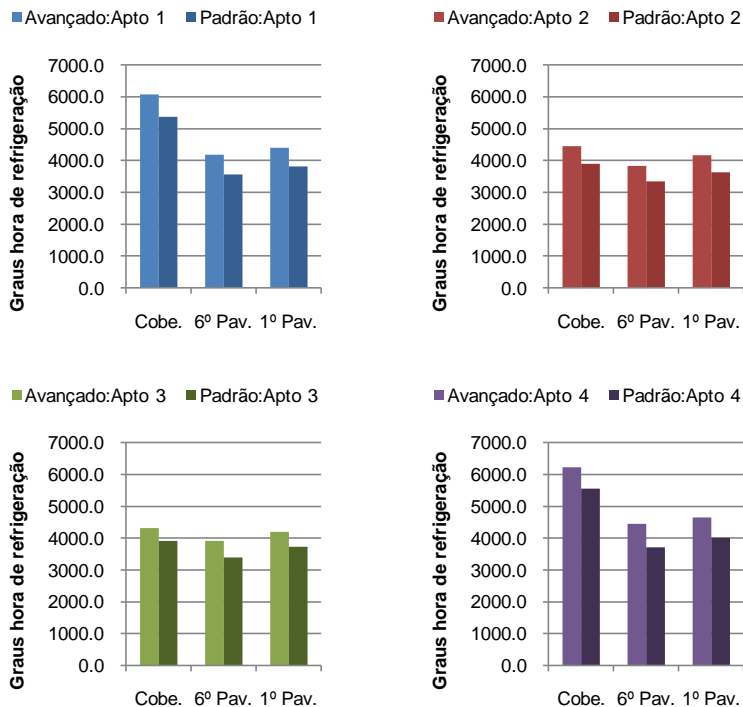 Avançado:Apto 1 Padrão:Apto 1
Graus hora de refrigeração
7000.0
6000.0
5000.0
4000.0
3000.0
2000.0
1000.0
0.0
Cobe. 6º Pav. 1º Pav.
Avançado:Apto 2 Padrão:Apto 2
Graus hora de refrigeração
7000.0
6000.0
5000.0
4000.0
3000.0
2000.0
1000.0
0.0
Cobe. 6º Pav. 1º Pav.
Avançado:Apto 3 Padrão:Apto 3
Graus hora de refrigeração
7000.0
6000.0
5000.0
4000.0
3000.0
2000.0
1000.0
0.0
Cobe. 6º Pav. 1º Pav.
Avançado:Apto 4 Padrão:Apto 4
Graus hora de refrigeração
7000.0
6000.0
5000.0
4000.0
3000.0
2000.0
1000.0
0.0
Cobe. 6º Pav. 1º Pav.